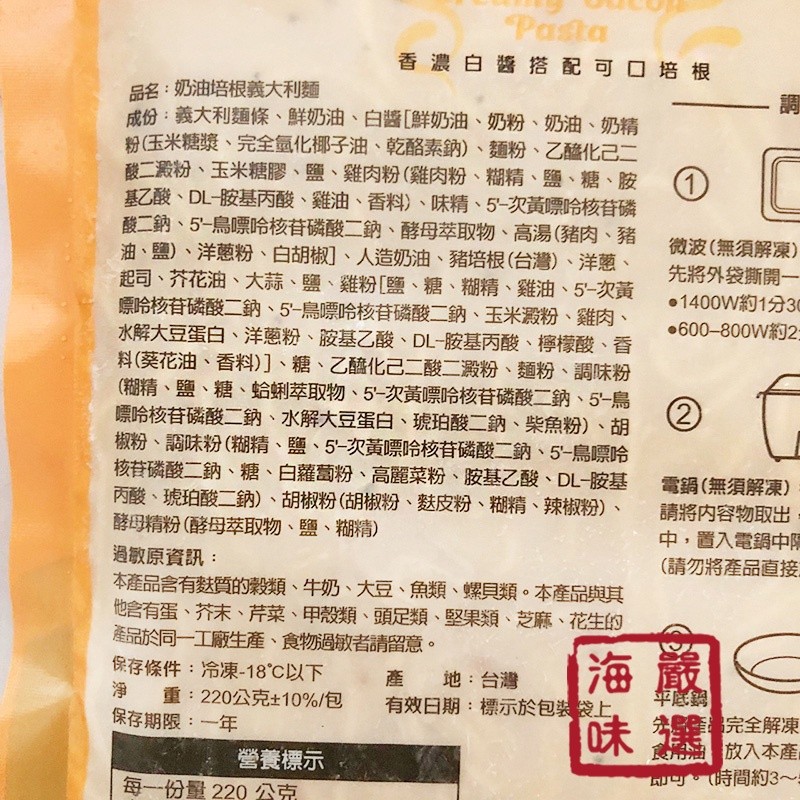 Creamy Bacon
Pasta
香濃白醬搭配可口培根
品名：奶油培根義大利麵
成份：義大利麵條、鮮奶油、白醬[鮮奶油、奶粉、奶油、奶精
粉(玉米糖漿、完全氫化椰子油、乾酪素鈉)、麵粉、乙醯化己二
酸二澱粉、玉米糖膠、鹽、雞肉粉(雞肉粉、糊精、鹽、糖、胺
基乙酸、DL-胺基丙酸、雞油、香料)、味精、5'-次黃嘌呤核苷磷
酸二鈉、5'-鳥嘌呤核苷磷酸二鈉、酵母萃取物、高湯(豬肉、豬
油、鹽)、洋蔥粉、白胡椒]、人造奶油、豬培根(台灣)、洋蔥、
起司、芥花油、大蒜、鹽、雞粉[鹽、糖、糊精、雞油、5'-次黃
嘌呤核苷磷酸二鈉、5'-鳥嘌呤核苷磷酸二鈉、玉米澱粉、雞肉、
水解大豆蛋白、洋蔥粉、胺基乙酸、DL-胺基丙酸、檸檬酸、香
料(葵花油、香料)]、糖、乙醯化己二酸二澱粉、麵粉、調味粉
(糊精、鹽、糖、蛤蜊萃取物、5'-次黃嘌呤核苷磷酸二鈉、5'-鳥
嘌呤核苷磷酸二鈉、水解大豆蛋白、琥珀酸二鈉、柴魚粉)、胡
椒粉、調味粉(糊精、鹽、5'-次黃嘌呤核苷磷酸二鈉、5'-鳥嘌呤
核苷磷酸二鈉、糖、白蘿蔔粉、高麗菜粉、胺基乙酸、DL-胺基
丙酸、琥珀酸二鈉)、胡椒粉(胡椒粉、麩皮粉、糊精、辣椒粉)、
酵母精粉(酵母萃取物、鹽、糊精)
過敏原資訊：
本產品含有麩質的穀類、牛奶、大豆、魚類、螺貝類。本產品與其
他含有蛋、芥末、芹菜、甲殼類、頭足類、堅果類、芝麻、花生的
產品於同一工廠生產、食物過敏者請留意。
保存條件：冷凍-18°C以下
產 地：台灣
淨 重：220公克±10%/包
有效日期：標示於包裝袋上
保存期限：一年
營養標示
每一份量 220 公克
調
①
微波(無須解凍)
先將外袋撕開一
●1400W約1分30
●600–800W約2
②
電鍋(無須解凍)
請將內容物取出，
中，置入電鍋中隔
(請勿將產品直接
③
平底鍋
先 產品完全解凍
食用油 放入本產
即可。(時間約3～
嚴選
海味